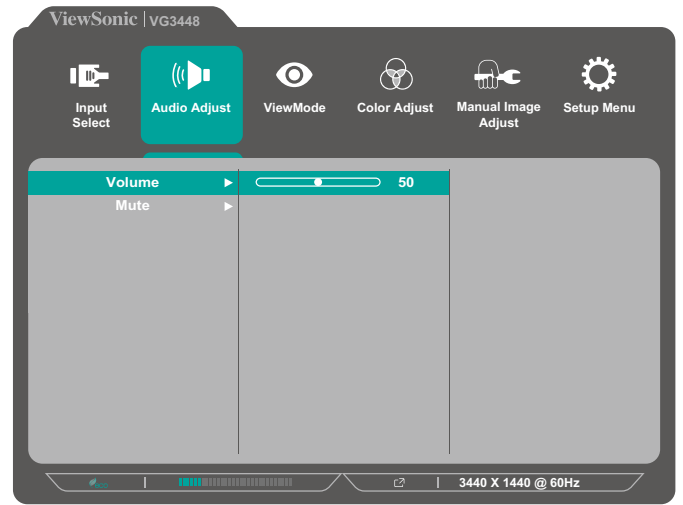 ViewSonic | VG3448
Input Select
Audio Adjust
ViewMode
Color Adjust
Manual Image Adjust
Setup Menu
Volume 50
Mute
eco
3440 X 1440 @ 60Hz